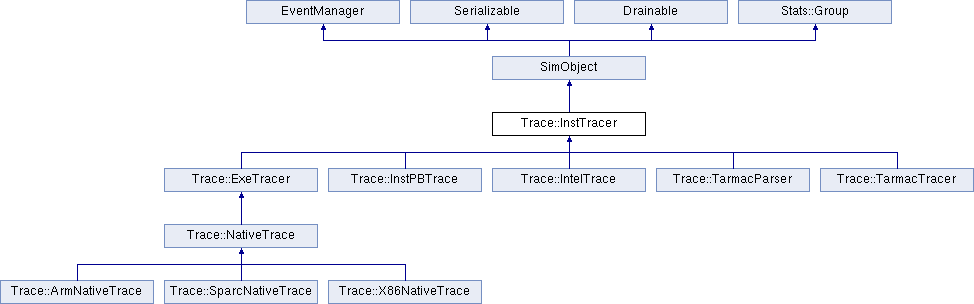 EventManager
Serializable
Drainable
Stats::Group
SimObject
Trace::InstTracer
Trace::ExeTracer
Trace::InstPBTrace
Trace::IntelTrace
Trace::TarmacParser
Trace::TarmacTracer
Trace::NativeTrace
Trace::ArmNativeTrace
Trace::SparcNativeTrace
Trace::X86NativeTrace